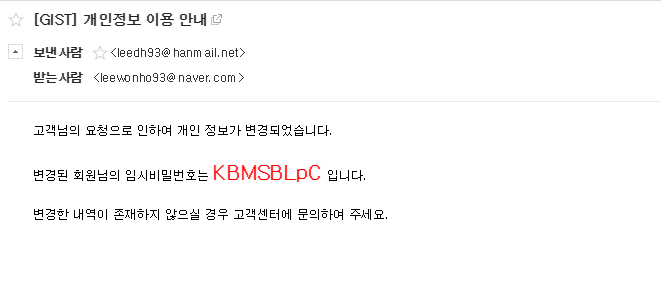 [GIST] 개인정보 이용 안내
보낸 사람 <leedh93@hanmail.net>
받는 사람 <leewonho93@naver.com>
고객님의 요청으로 인하여 개인 정보가 변경되었습니다.
변경된 회원님의 임시비밀번호는 KBMSBLpC 입니다.
변경한 내역이 존재하지 않으실 경우 고객센터에 문의하여 주세요.